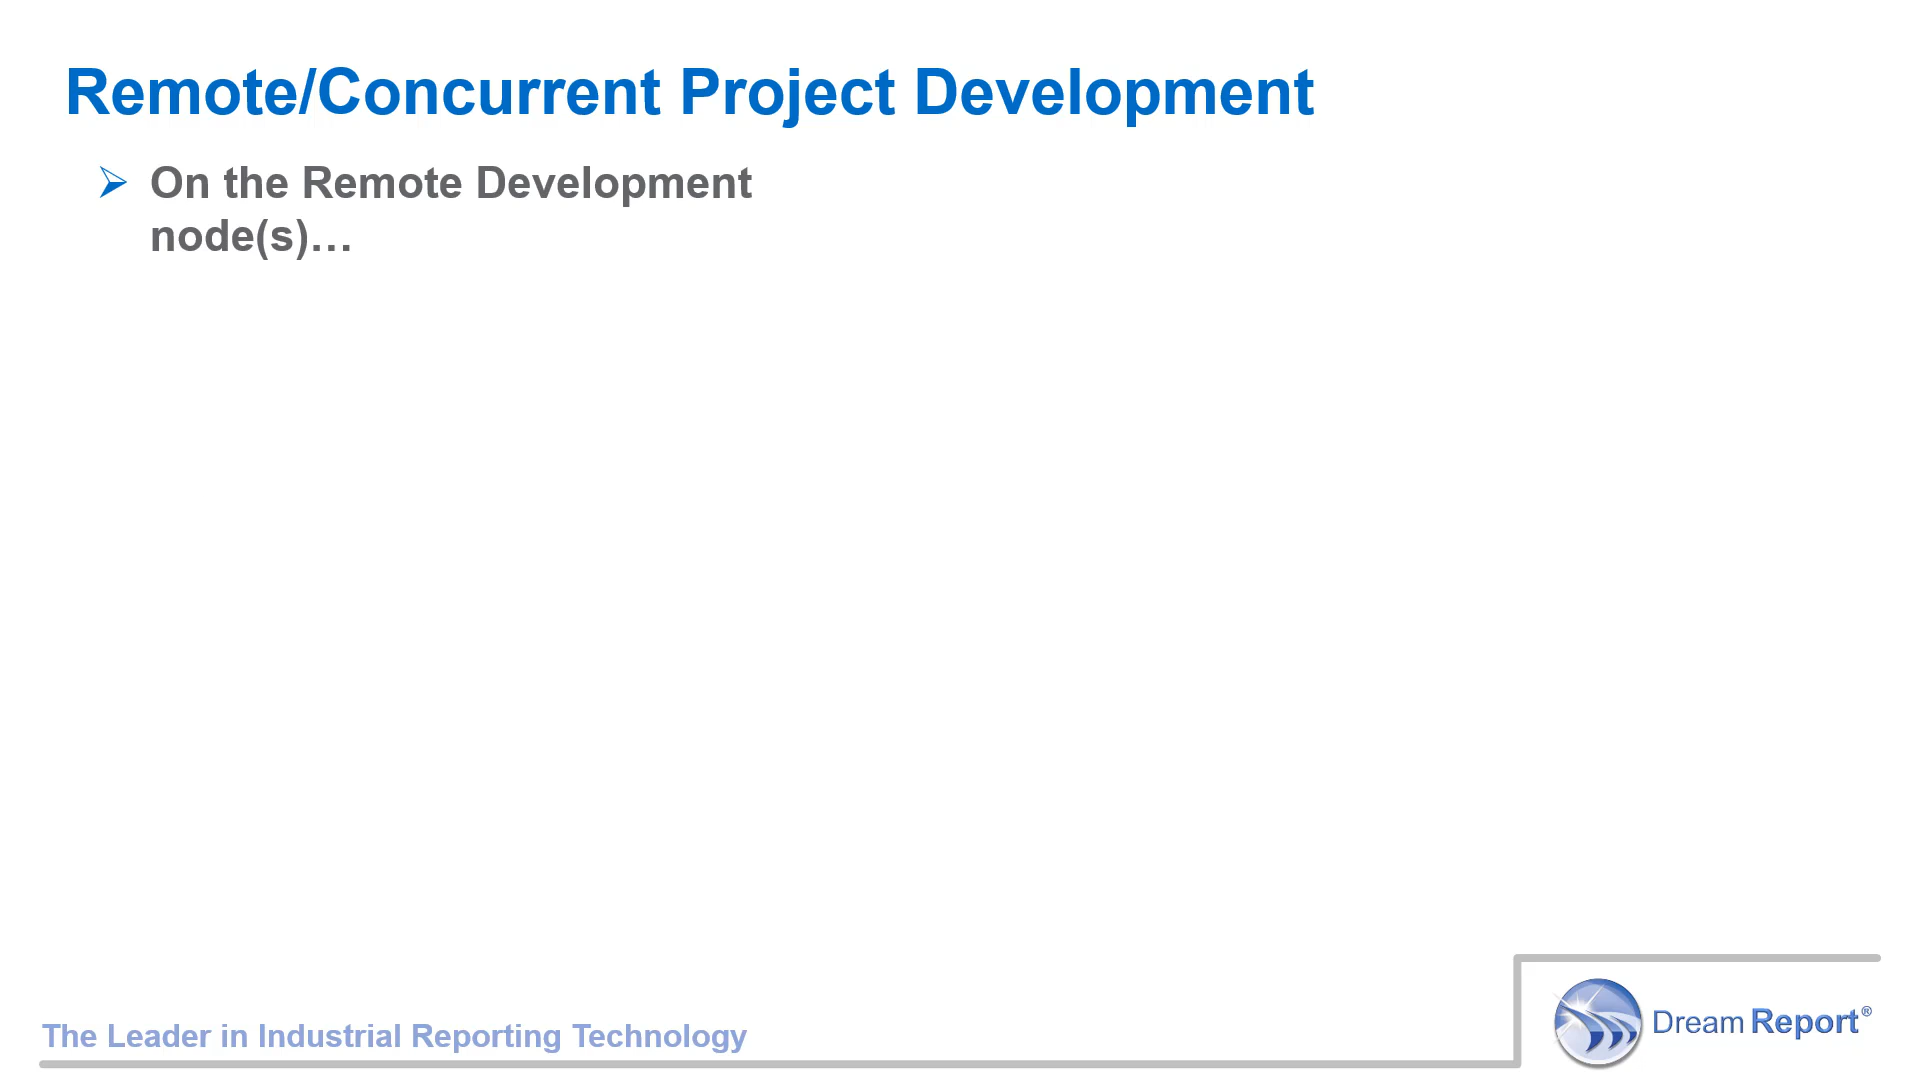 Remote/Concurrent Project Development
On the Remote Development
node(s)…
The Leader in Industrial Reporting Technology
Dream Report®